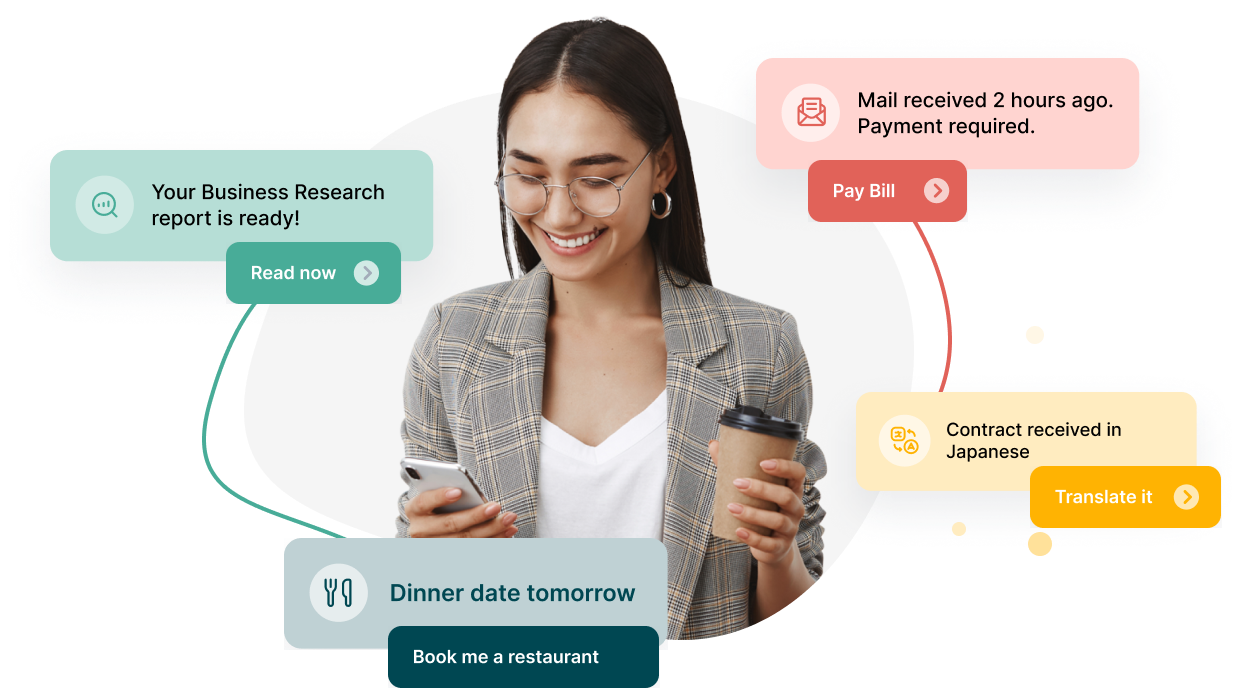 Mail received 2 hours ago.
Payment required.
Pay Bill
Your Business Research
report is ready!
Read now
Contract received in
Japanese
Translate it
Dinner date tomorrow
Book me a restaurant